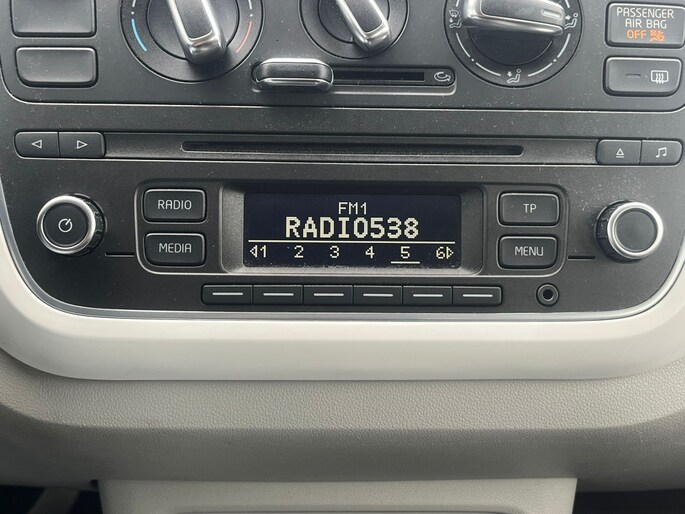 PASSENGER
AIR BAG
OFF
RADIO
MEDIA
FM1
RADIO538
1 2 3 4 5 6
TP
MENU